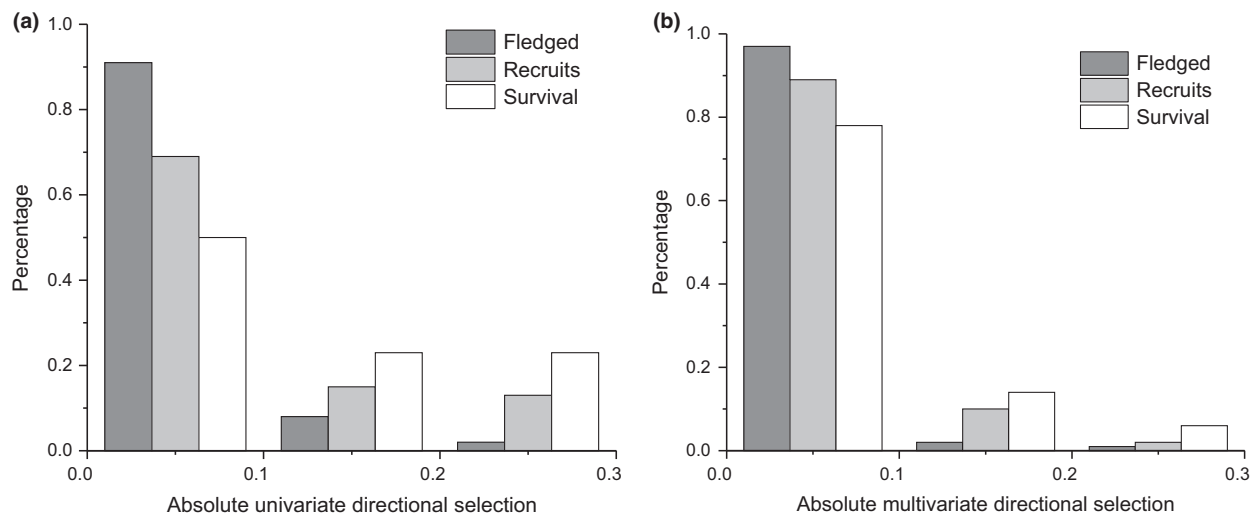 (a)
1.0
0.8
0.6
0.4
0.2
0.0
Percentage
Fledged
Recruits
Survival
0.0 0.1 0.2 0.3
Absolute univariate directional selection
(b)
1.0
0.8
0.6
0.4
0.2
0.0
Percentage
Fledged
Recruits
Survival
0.0 0.1 0.2 0.3
Absolute multivariate directional selection